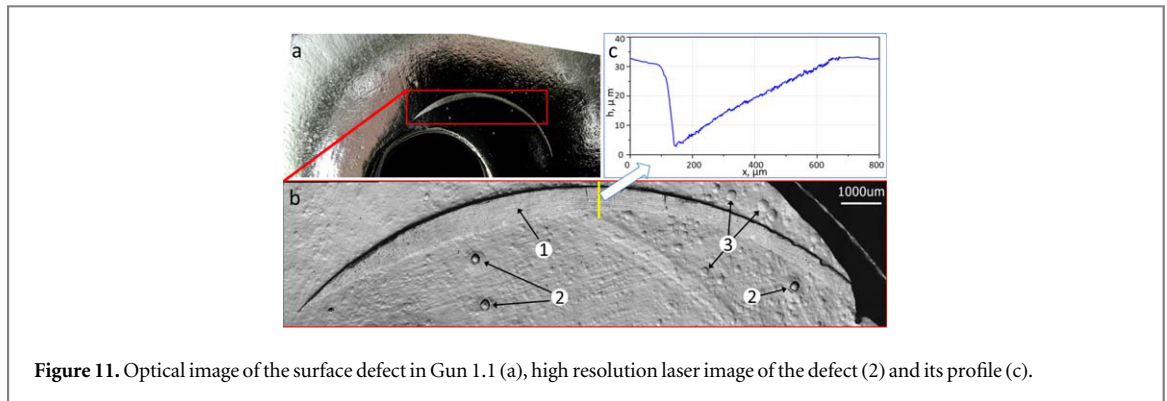 a
c
40
30
20
10
0
h, μ m
0
200
400
600
800
x, μm
b
1000um
1
2
3
2
Figure 11. Optical image of the surface defect in Gun 1.1 (a), high resolution laser image of the defect (2) and its profile (c).